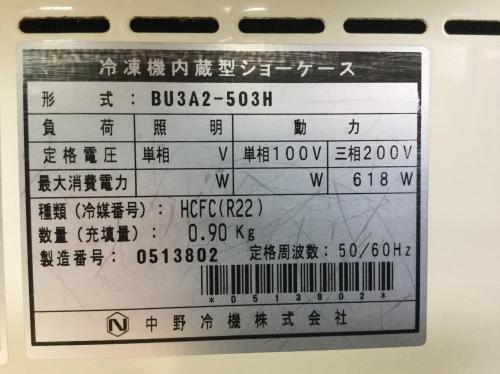 冷凍機内蔵型ショーケース
形式: BU3A2-503H
負荷 照明 動力
定格電圧 単相 V 単相100V 三相200V
最大消費電力 W W 618 W
種類(冷媒番号): HCFC(R22)
数量(充填量): 0.90 Kg
製造番号: 0513802 定格周波数: 50/60Hz
*0513802*
N 中野冷機株式会社